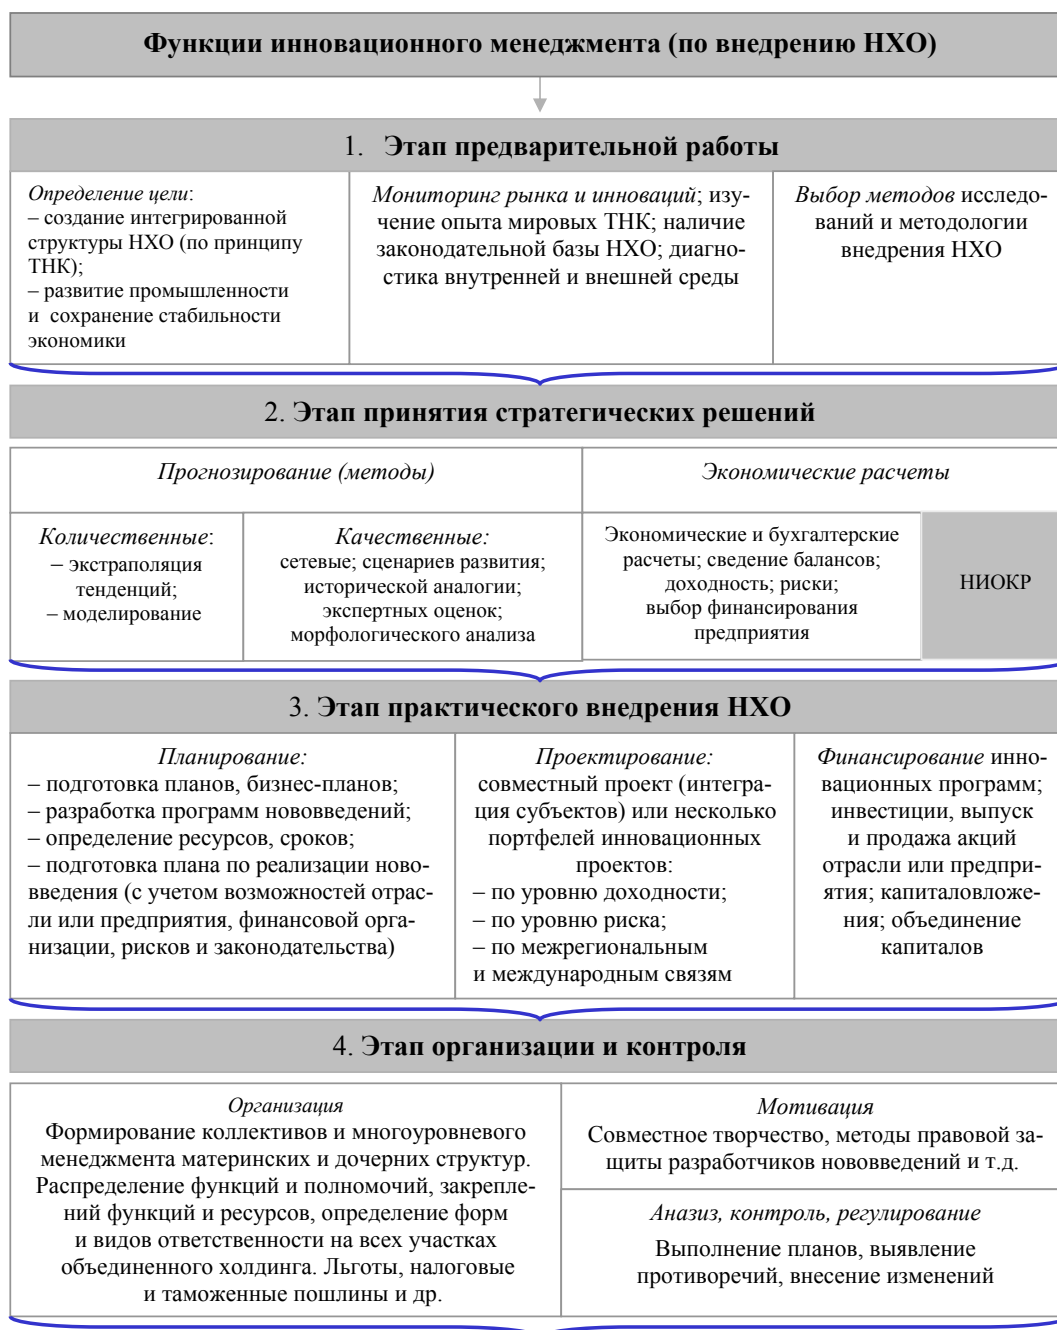 Функции инновационного менеджмента (по внедрению НХО)
1. Этап предварительной работы
Определение цели:
– создание интегрированной
структуры НХО (по принципу
ТНК);
– развитие промышленности
и сохранение стабильности
экономики
Мониторинг рынка и инноваций; изу-
чение опыта мировых ТНК; наличие
законодательной базы НХО; диагно-
стика внутренней и внешней среды
Выбор методов исследо-
ваний и методологии
внедрения НХО
2. Этап принятия стратегических решений
Прогнозирование (методы)
Экономические расчеты
Количественные:
– экстраполяция
тенденций;
– моделирование
Качественные:
сетевые; сценариев развития;
исторической аналогии;
экспертных оценок;
морфологического анализа
Экономические и бухгалтерские
расчеты; сведение балансов;
доходность; риски;
выбор финансирования
предприятия
НИОКР
3. Этап практического внедрения НХО
Планирование:
– подготовка планов, бизнес-планов;
– разработка программ нововведений;
– определение ресурсов, сроков;
– подготовка плана по реализации ново-
введения (с учетом возможностей отрас-
ли или предприятия, финансовой орга-
низации, рисков и законодательства)
Проектирование:
совместный проект (интегра-
ция субъектов) или несколько
портфелей инновационных
проектов:
– по уровню доходности;
– по уровню риска;
– по межрегиональным
и международным связям
Финансирование инно-
вационных программ;
инвестиции, выпуск
и продажа акций
отрасли или предпри-
ятия; капиталовложе-
ния; объединение
капиталов
4. Этап организации и контроля
Организация
Формирование коллективов и многоуровневого
менеджмента материнских и дочерних структур.
Распределение функций и полномочий, закрепле-
ний функций и ресурсов, определение форм
и видов ответственности на всех участках
объединенного холдинга. Льготы, налоговые
и таможенные пошлины и др.
Мотивация
Совместное творчество, методы правовой за-
щиты разработчиков нововведений и т.д.
Аназиз, контроль, регулирование
Выполнение планов, выявление
противоречий, внесение изменений